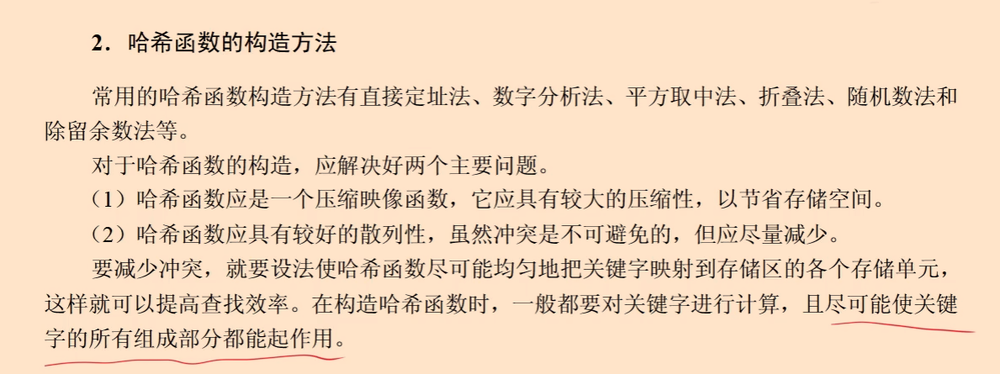 2．哈希函数的构造方法
常用的哈希函数构造方法有直接定址法、数字分析法、平方取中法、折叠法、随机数法和
除留余数法等。
对于哈希函数的构造，应解决好两个主要问题。
（1）哈希函数应是一个压缩映像函数，它应具有较大的压缩性，以节省存储空间。
（2）哈希函数应具有较好的散列性，虽然冲突是不可避免的，但应尽量减少。
要减少冲突，就要设法使哈希函数尽可能均匀地把关键字映射到存储区的各个存储单元，
这样就可以提高查找效率。在构造哈希函数时，一般都要对关键字进行计算，且尽可能使关键
字的所有组成部分都能起作用。